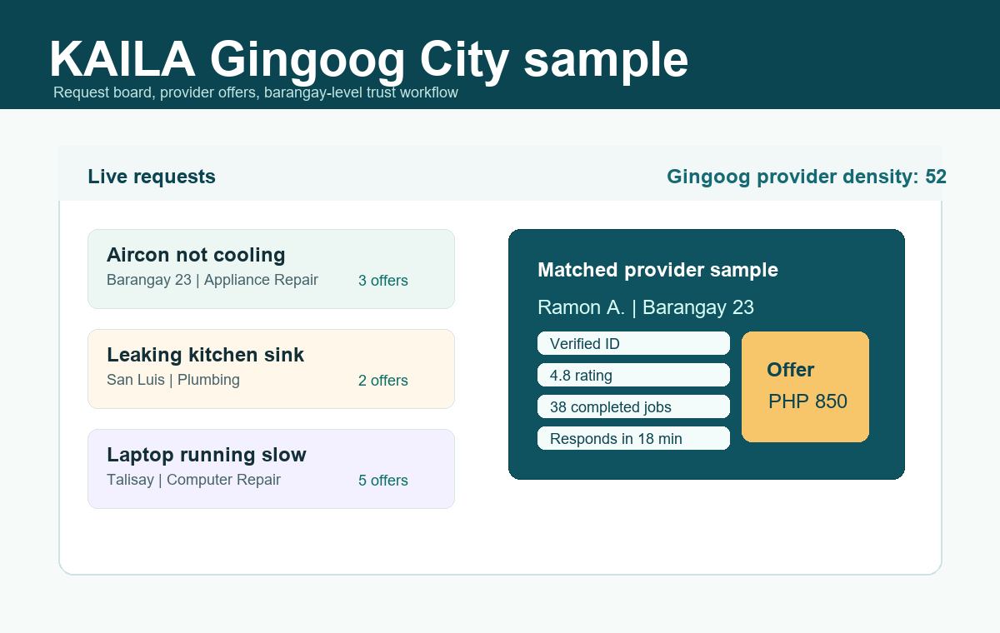 KAILA Gingoog City sample
Request board, provider offers, barangay-level trust workflow
Live requests
Gingoog provider density: 52
Aircon not cooling
Barangay 23 | Appliance Repair
3 offers
Leaking kitchen sink
San Luis | Plumbing
2 offers
Laptop running slow
Talisay | Computer Repair
5 offers
Matched provider sample
Ramon A. | Barangay 23
Verified ID
4.8 rating
38 completed jobs
Responds in 18 min
Offer
PHP 850